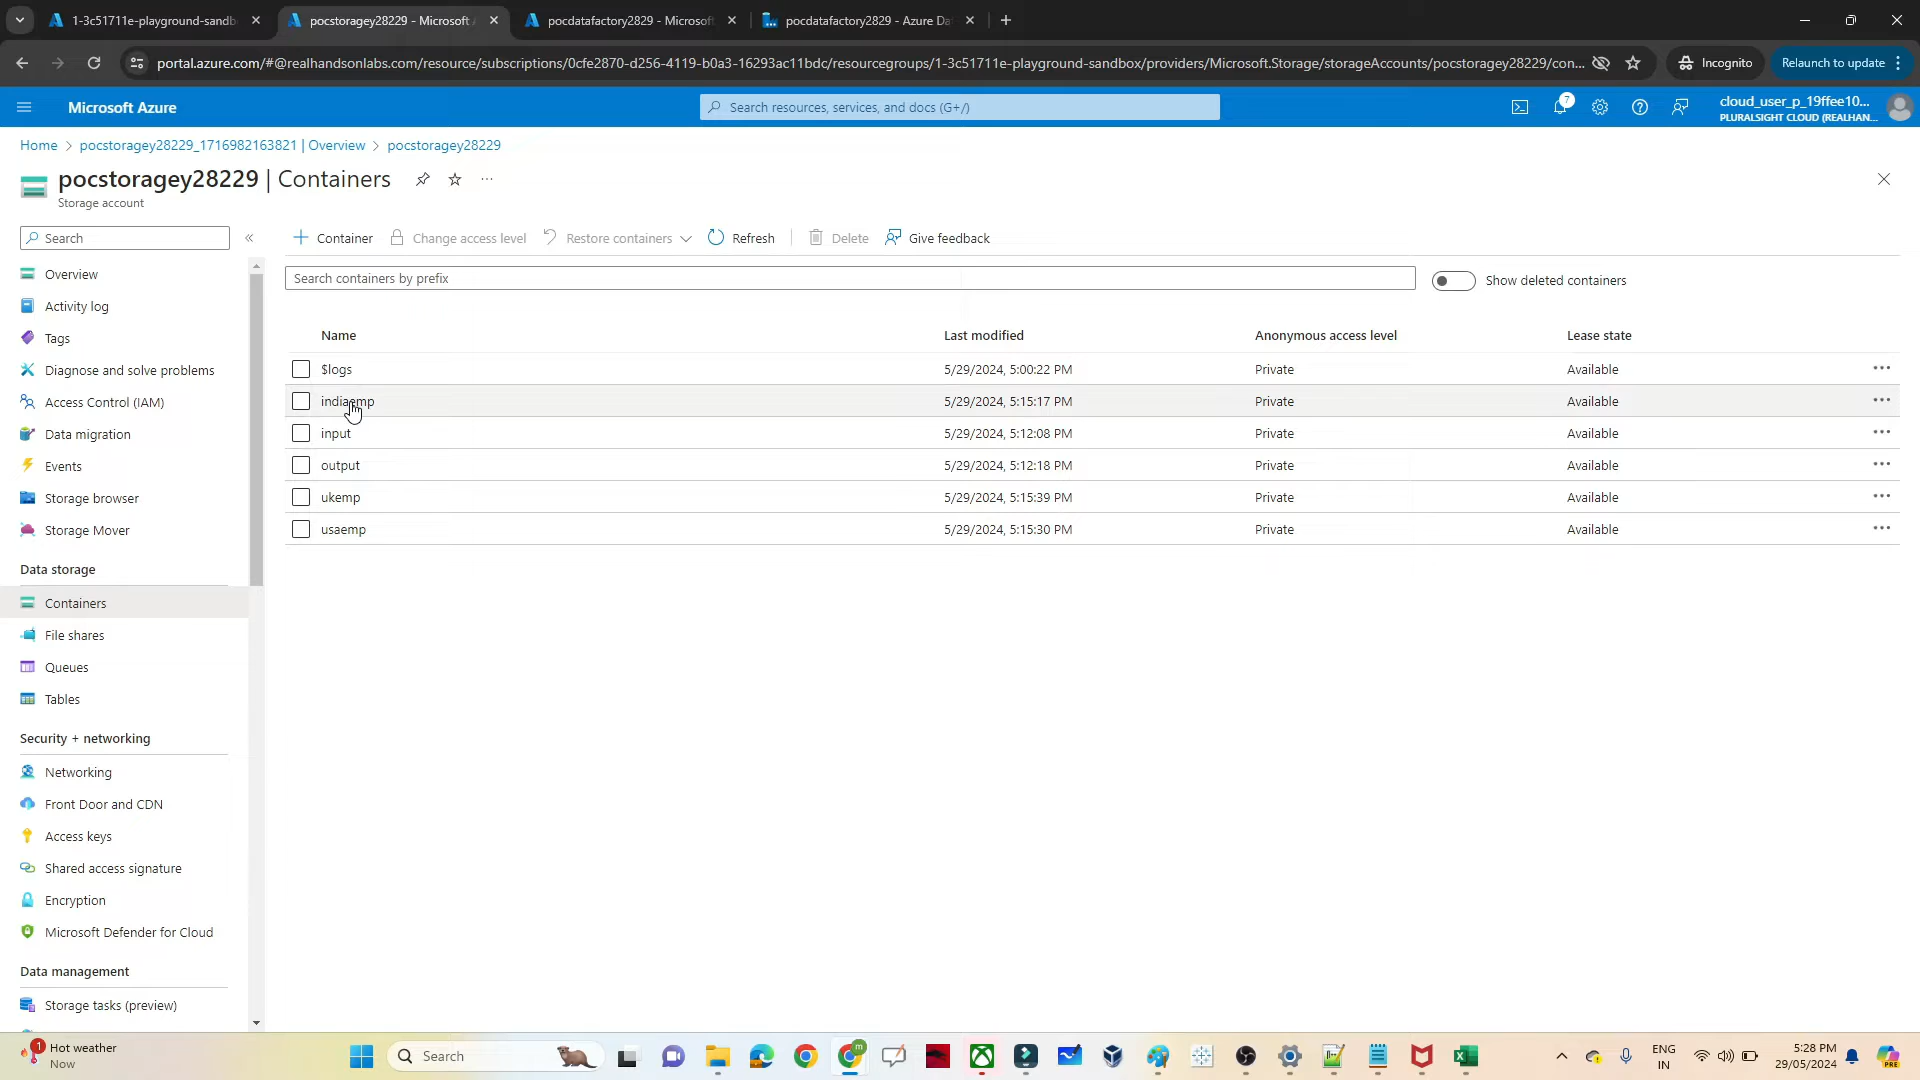 1-3c51711e-playground-sandb
pocstoragey28229 - Microsoft
pocdatafactory2829 - Microsoft
pocdatafactory2829 - Azure Da
portal.azure.com/#@realhandsonlabs.com/resource/subscriptions/0cfe2870-d256-4119-b0a3-16293ac11bdc/resourcegroups/1-3c51711e-playground-sandbox/providers/Microsoft.Storage/storageAccounts/pocstoragey28229/con...
Incognito
Relaunch to update
Microsoft Azure
Search resources, services, and docs (G+/)
7
cloud_user_p_19ffee10...
PLURALSIGHT CLOUD (REALHAN...
Home > pocstoragey28229_1716982163821 | Overview > pocstoragey28229
pocstoragey28229 | Containers
Storage account
Search
Container
Change access level
Restore containers
Refresh
Delete
Give feedback
Search containers by prefix
Show deleted containers
Name Last modified Anonymous access level Lease state
$logs 5/29/2024, 5:00:22 PM Private Available
indiaemp 5/29/2024, 5:15:17 PM Private Available
input 5/29/2024, 5:12:08 PM Private Available
output 5/29/2024, 5:12:18 PM Private Available
ukemp 5/29/2024, 5:15:39 PM Private Available
usaemp 5/29/2024, 5:15:30 PM Private Available
Overview
Activity log
Tags
Diagnose and solve problems
Access Control (IAM)
Data migration
Events
Storage browser
Storage Mover
Data storage
Containers
File shares
Queues
Tables
Security + networking
Networking
Front Door and CDN
Access keys
Shared access signature
Encryption
Microsoft Defender for Cloud
Data management
Storage tasks (preview)
1
Hot weather
Now
Search
m
PRE
ENG
IN
5:28 PM
29/05/2024